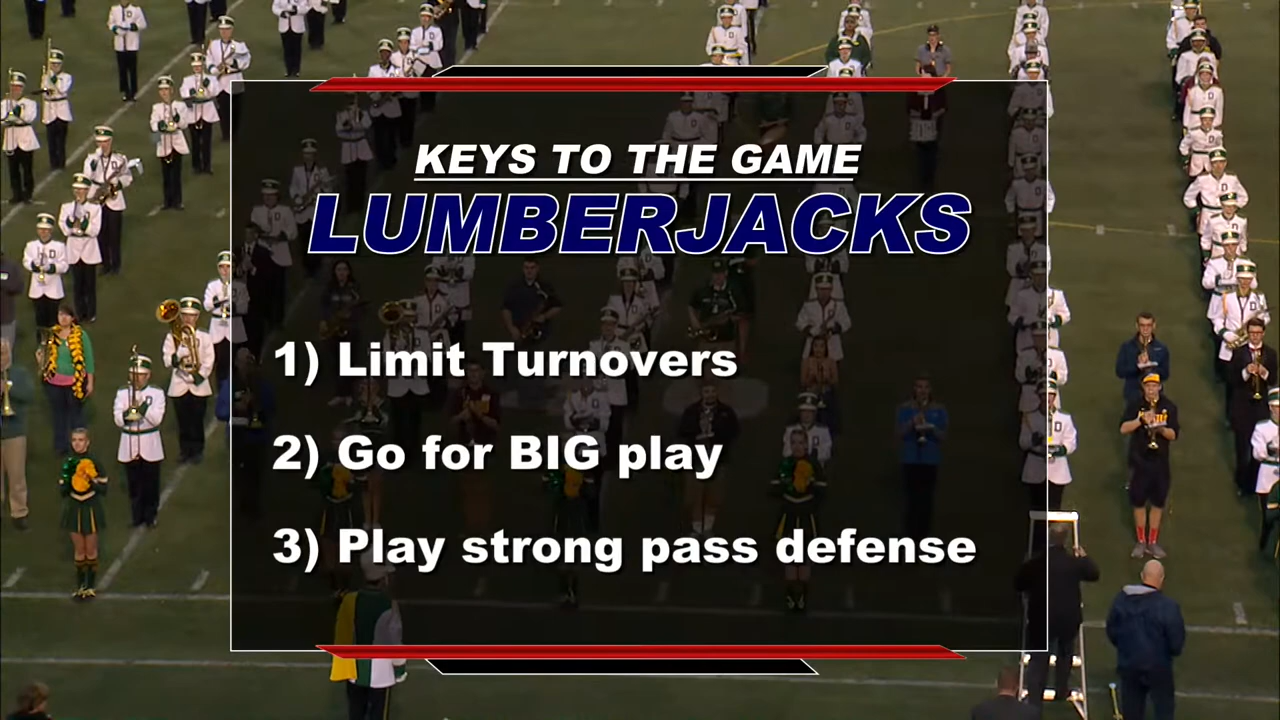 KEYS TO THE GAME
LUMBERJACKS
1) Limit Turnovers
2) Go for BIG play
3) Play strong pass defense